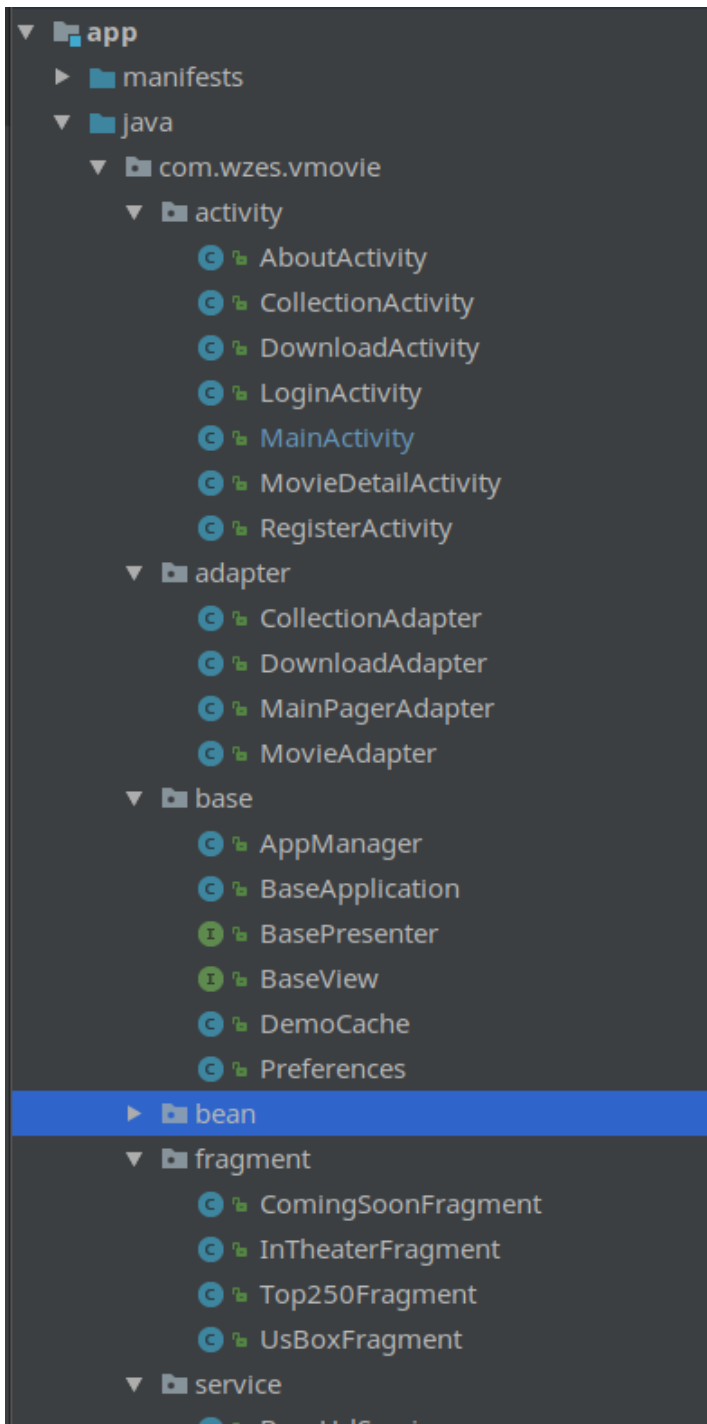 app
manifests
java
com.wzes.vmovie
activity
AboutActivity
CollectionActivity
DownloadActivity
LoginActivity
MainActivity
MovieDetailActivity
RegisterActivity
adapter
CollectionAdapter
DownloadAdapter
MainPagerAdapter
MovieAdapter
base
AppManager
BaseApplication
BasePresenter
BaseView
DemoCache
Preferences
bean
fragment
ComingSoonFragment
InTheaterFragment
Top250Fragment
UsBoxFragment
service